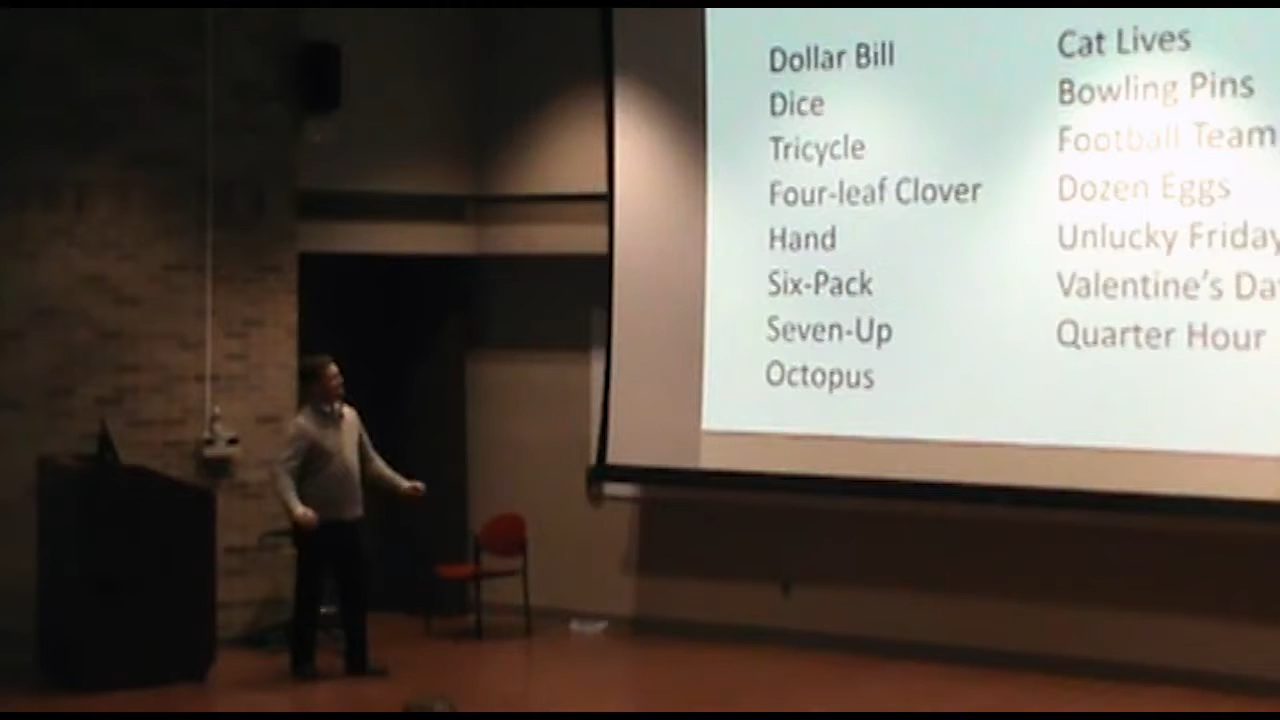 Dollar Bill
Dice
Tricycle
Four-leaf Clover
Hand
Six-Pack
Seven-Up
Octopus
Cat Lives
Bowling Pins
Football Team
Dozen Eggs
Unlucky Friday
Valentine's Da
Quarter Hour